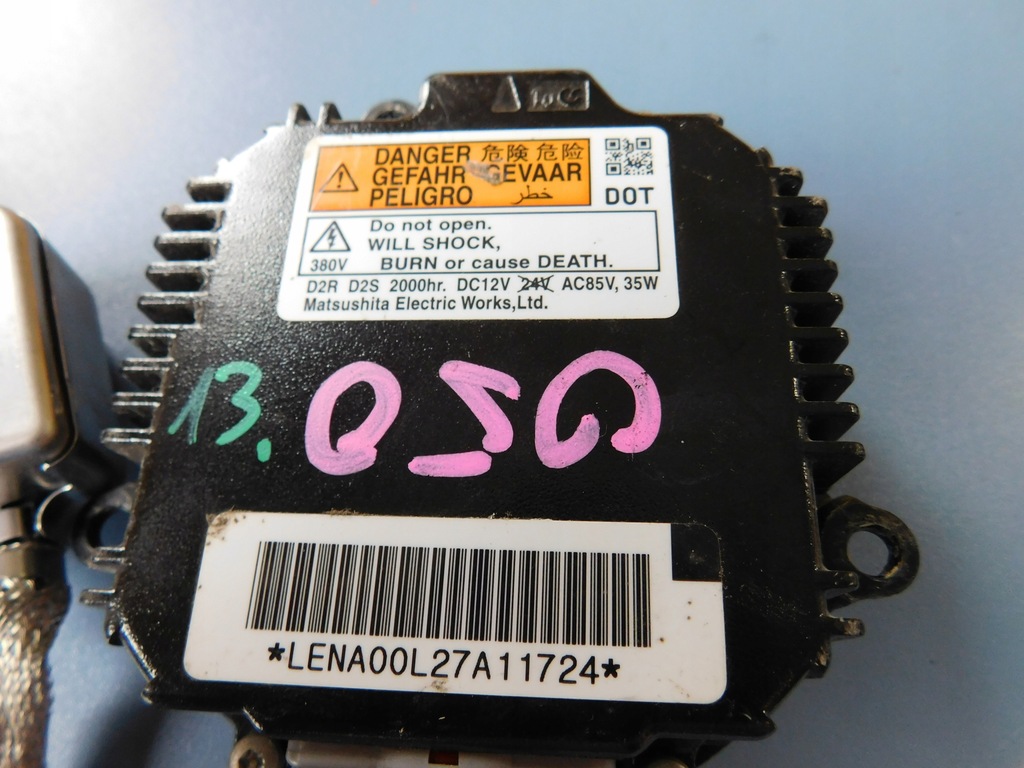 DANGER 危険 危险
GEFAHR GEVAAR
PELIGRO خطر
DOT
Do not open.
WILL SHOCK,
380V BURN or cause DEATH.
D2R D2S 2000hr. DC12V 24V AC85V, 35W
Matsushita Electric Works,Ltd.
13.
*LENA00L27A11724*